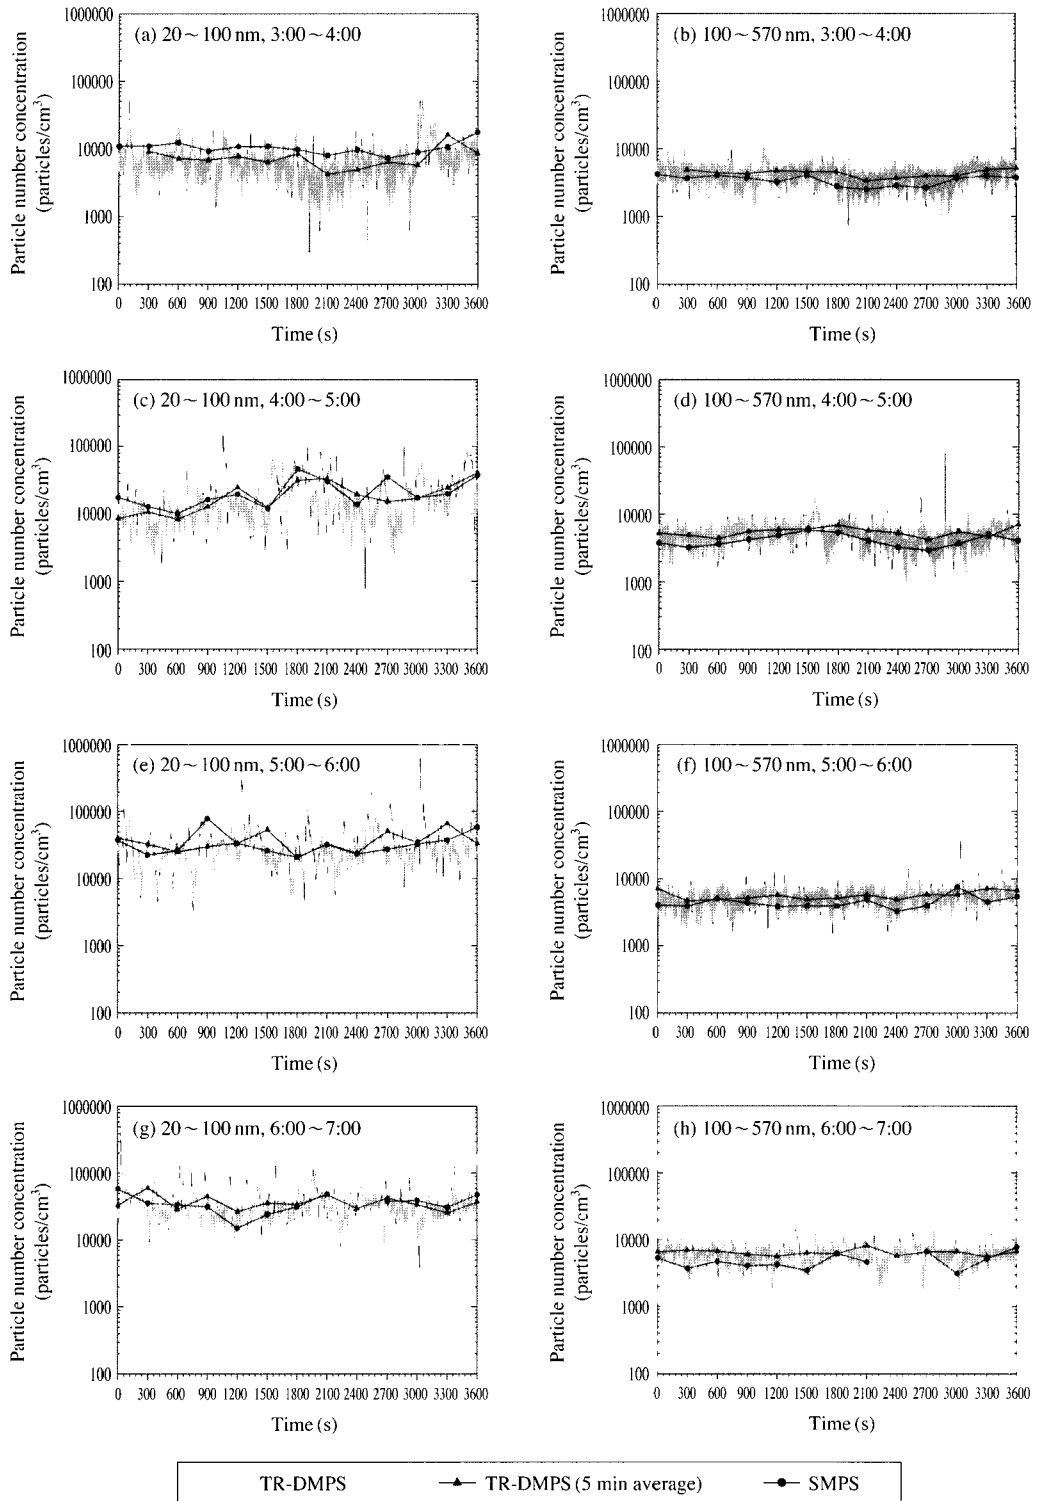 (a) 20~100 nm, 3:00~4:00
Particle number concentration
(particles/cm³)
1000000
100000
10000
1000
100
0 300 600 900 1200 1500 1800 2100 2400 2700 3000 3300 3600
Time (s)
(b) 100~570 nm, 3:00~4:00
Particle number concentration
(particles/cm³)
1000000
100000
10000
1000
100
0 300 600 900 1200 1500 1800 2100 2400 2700 3000 3300 3600
Time (s)
(c) 20~100 nm, 4:00~5:00
Particle number concentration
(particles/cm³)
1000000
100000
10000
1000
100
0 300 600 900 1200 1500 1800 2100 2400 2700 3000 3300 3600
Time (s)
(d) 100~570 nm, 4:00~5:00
Particle number concentration
(particles/cm³)
1000000
100000
10000
1000
100
0 300 600 900 1200 1500 1800 2100 2400 2700 3000 3300 3600
Time (s)
(e) 20~100 nm, 5:00~6:00
Particle number concentration
(particles/cm³)
1000000
100000
10000
1000
100
0 300 600 900 1200 1500 1800 2100 2400 2700 3000 3300 3600
Time (s)
(f) 100~570 nm, 5:00~6:00
Particle number concentration
(particles/cm³)
1000000
100000
10000
1000
100
0 300 600 900 1200 1500 1800 2100 2400 2700 3000 3300 3600
Time (s)
(g) 20~100 nm, 6:00~7:00
Particle number concentration
(particles/cm³)
1000000
100000
10000
1000
100
0 300 600 900 1200 1500 1800 2100 2400 2700 3000 3300 3600
Time (s)
(h) 100~570 nm, 6:00~7:00
Particle number concentration
(particles/cm³)
1000000
100000
10000
1000
100
0 300 600 900 1200 1500 1800 2100 2400 2700 3000 3300 3600
Time (s)
TR-DMPS TR-DMPS (5 min average) SMPS